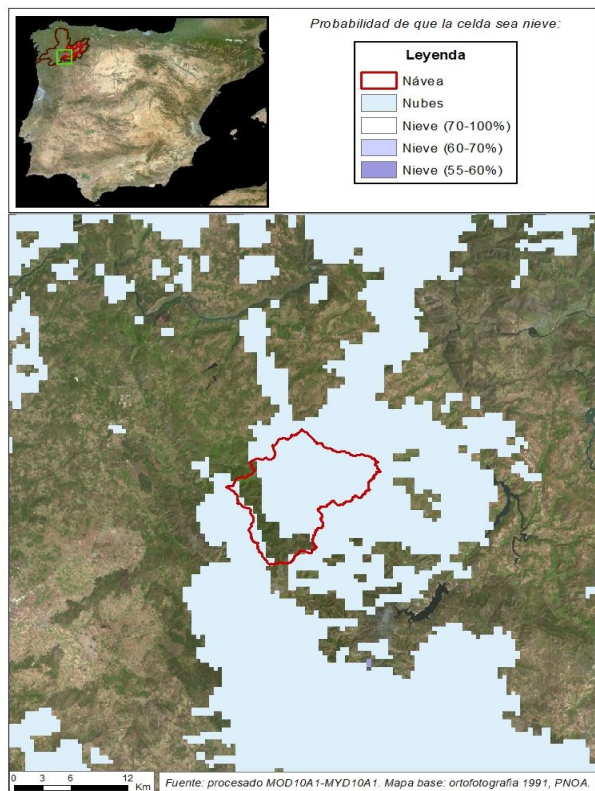 Probabilidad de que la celda sea nieve:
Leyenda
Návea
Nubes
Nieve (70-100%)
Nieve (60-70%)
Nieve (55-60%)
0 3 6 12
Km
Fuente: procesado MOD10A1-MYD10A1. Mapa base: ortofotografia 1991, PNOA.